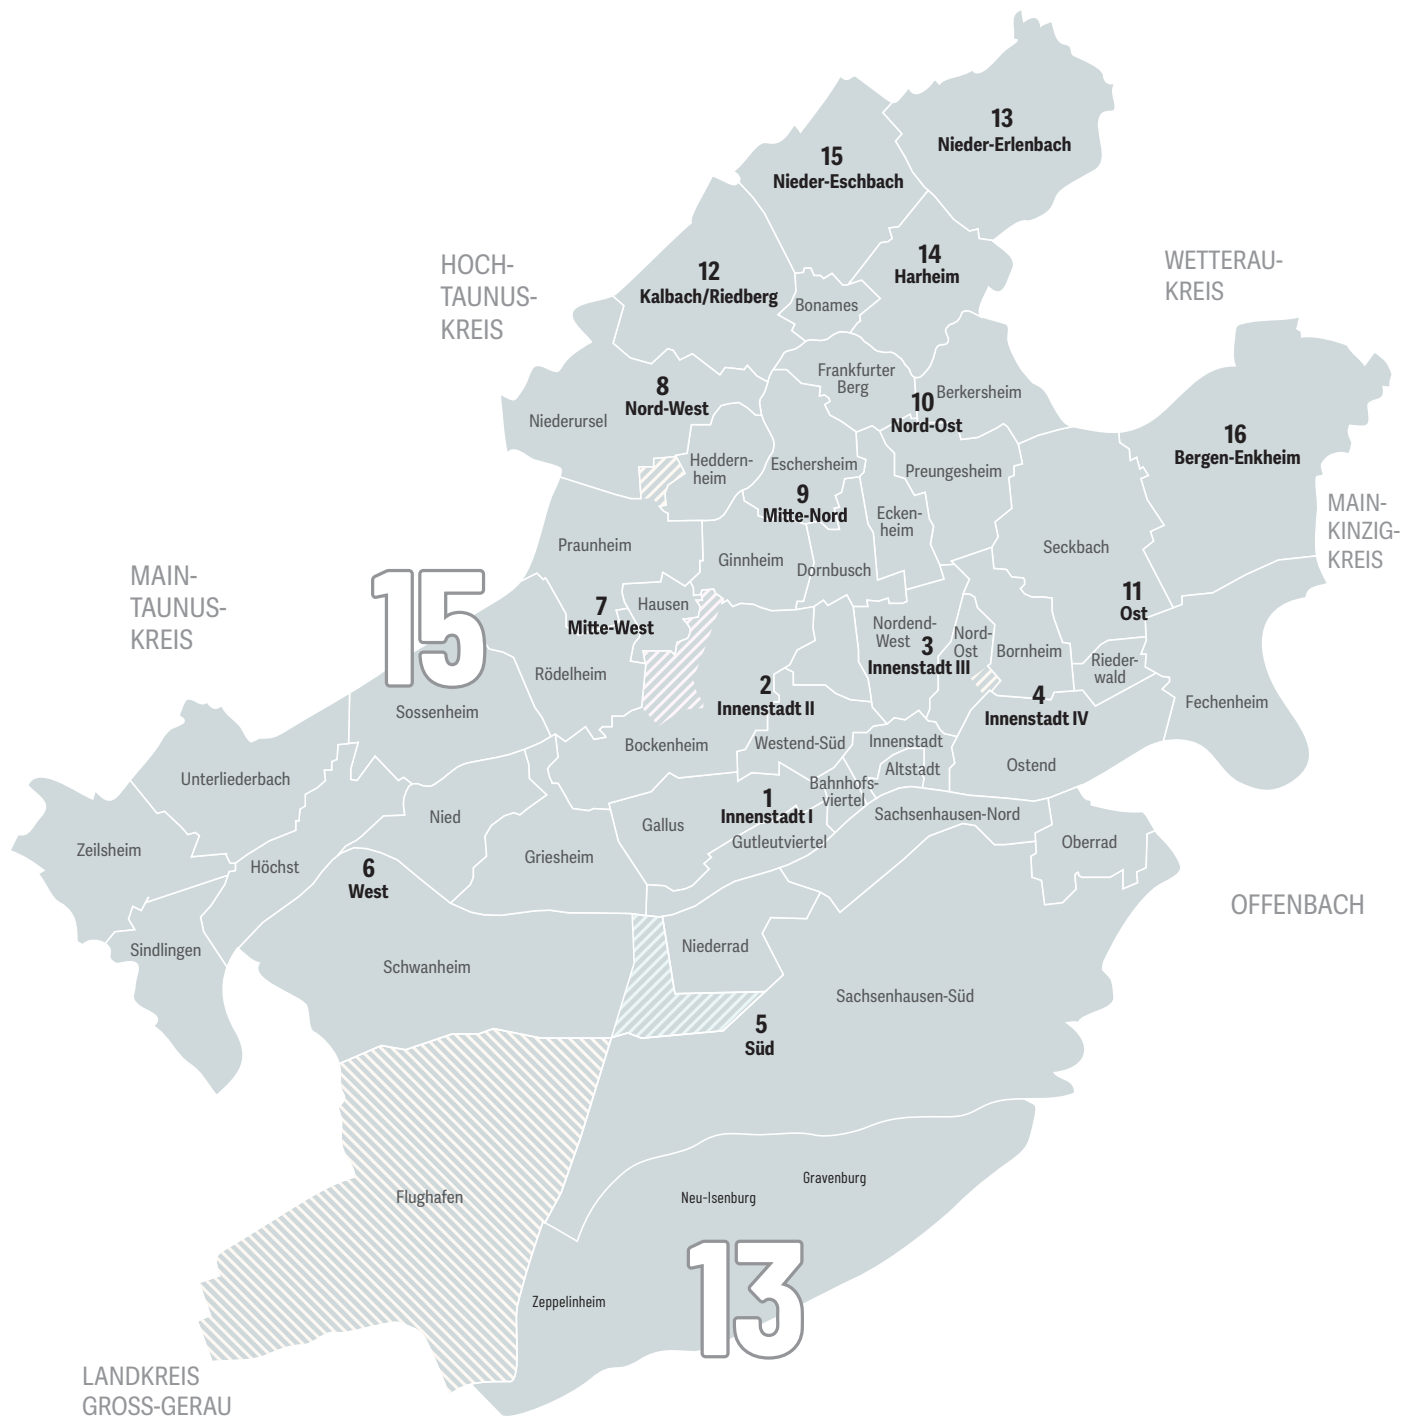 13
Nieder-Erlenbach
15
Nieder-Eschbach
14
Harheim
HOCH-
TAUNUS-
KREIS
12
Kalbach/Riedberg
Bonames
WETTERAU-
KREIS
Frankfurter
Berg
8
Nord-West
Niederursel
10
Nord-Ost
Berkersheim
16
Bergen-Enkheim
Heddern-
heim
Eschersheim
Preungesheim
9
Mitte-Nord
Ecken-
heim
MAIN-
KINZIG-
KREIS
Praunheim
Ginnheim
Dornbusch
Seckbach
MAIN-
TAUNUS-
KREIS
15
7
Mitte-West
Hausen
11
Ost
Nordend-
West
3
Innenstadt III
Nord-
Ost
Bornheim
Rieder-
wald
Rödelheim
2
Innenstadt II
4
Innenstadt IV
Fechenheim
Sossenheim
Bockenheim
Westend-Süd
Innenstadt
Altstadt
Ostend
Unterliederbach
Bahnhofs-
viertel
1
Innenstadt I
Nied
Gallus
Gutleutviertel
Sachsenhausen-Nord
Oberrad
Zeilsheim
Höchst
6
West
Griesheim
OFFENBACH
Sindlingen
Schwanheim
Niederrad
Sachsenhausen-Süd
5
Süd
Flughafen
Neu-Isenburg
Gravenburg
13
Zeppelinheim
LANDKREIS
GROSS-GERAU